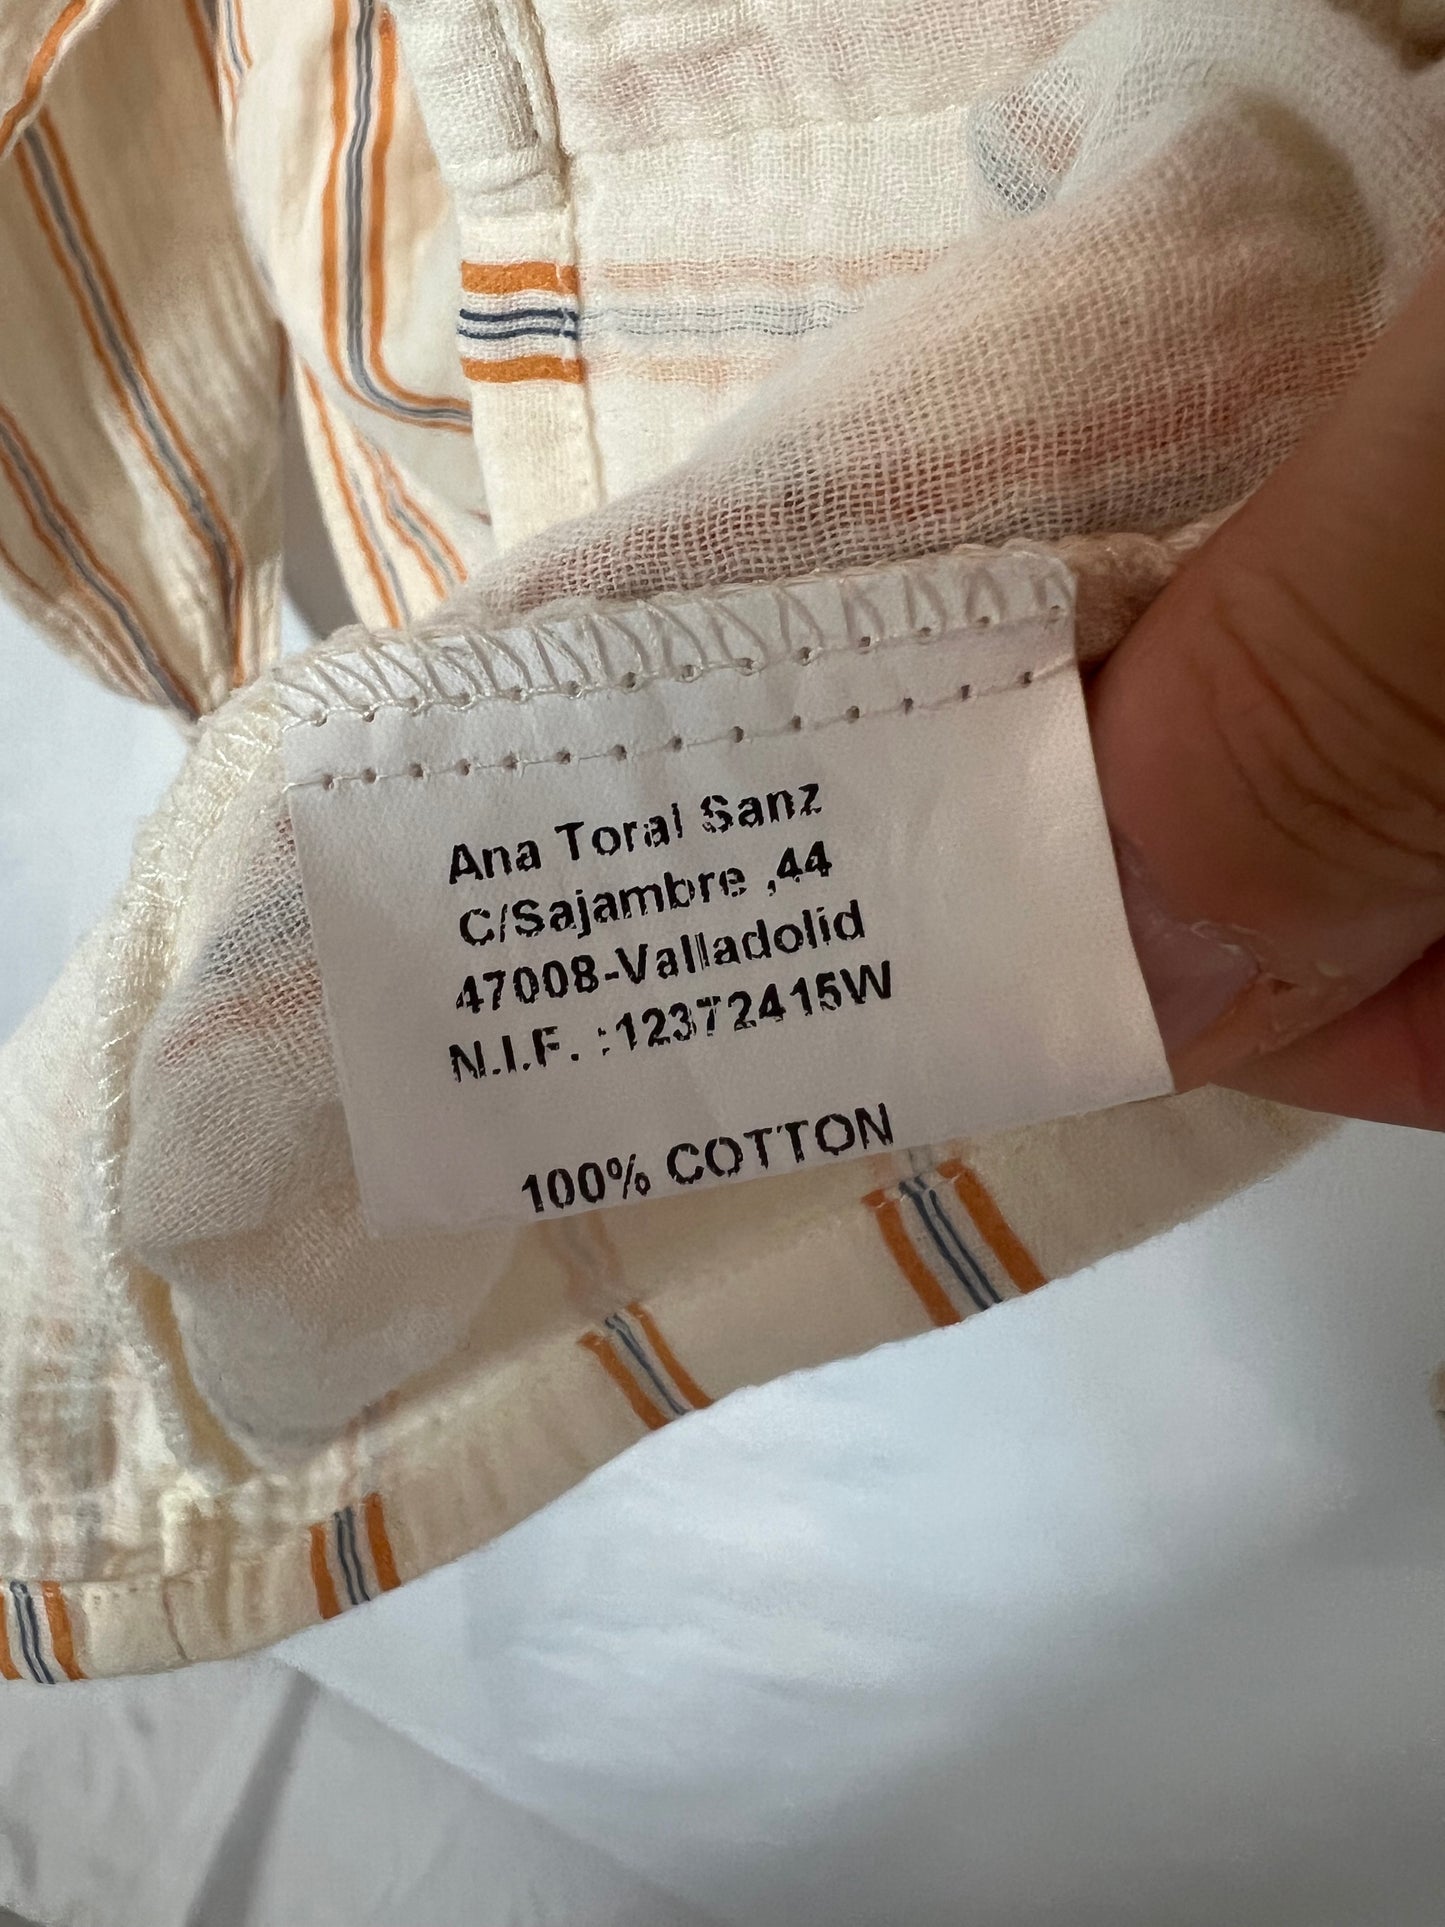 Ana Toral Sanz
C/Sajambre ,44
47008-Valladolid
N.I.F. :12372415W
100% COTTON